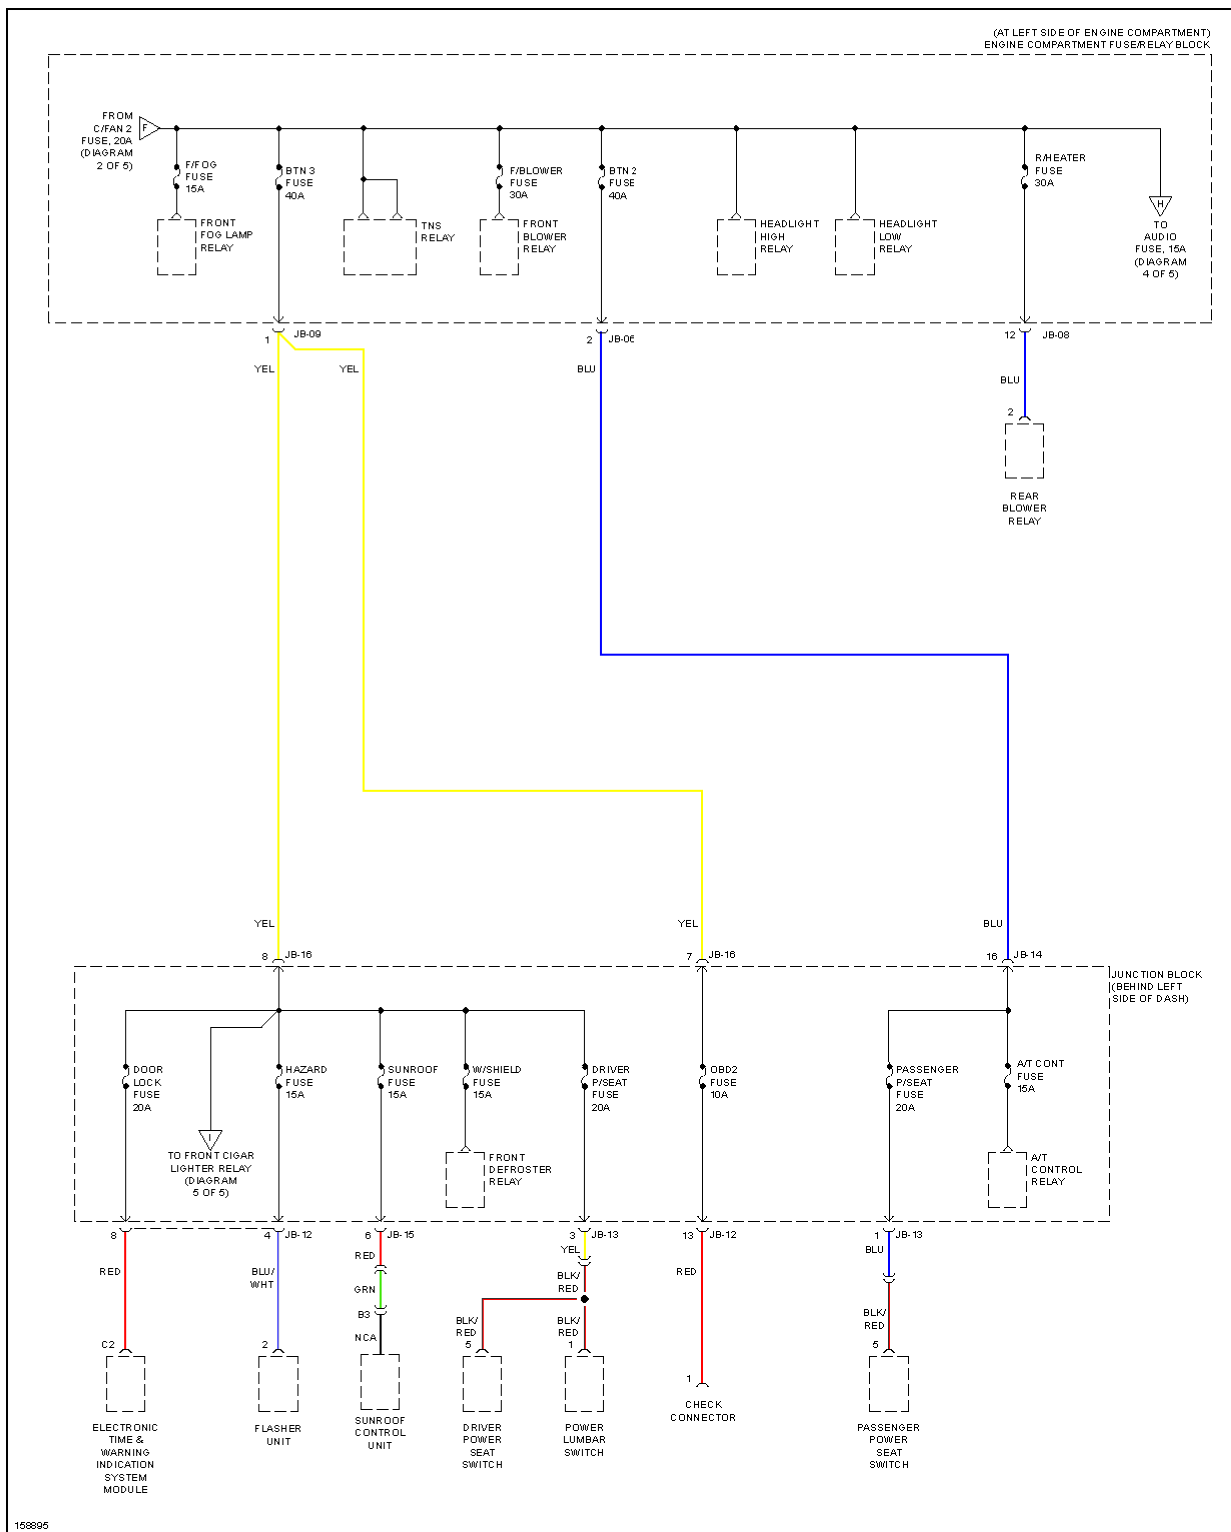 (AT LEFT SIDE OF ENGINE COMPARTMENT)
ENGINE COMPARTMENT FUSE/RELAY BLOCK
FROM
C/FAN 2
FUSE, 20A
(DIAGRAM
2 OF 5)
F
F/FOG
FUSE
15A
BTN 3
FUSE
40A
F/BLOWER
FUSE
30A
BTN 2
FUSE
40A
R/HEATER
FUSE
30A
FRONT
FOG LAMP
RELAY
TNS
RELAY
FRONT
BLOWER
RELAY
HEADLIGHT
HIGH
RELAY
HEADLIGHT
LOW
RELAY
H
TO
AUDIO
FUSE, 15A
(DIAGRAM
4 OF 5)
1
JB-09
2
JB-06
12
JB-08
YEL
YEL
BLU
BLU
2
REAR
BLOWER
RELAY
YEL
YEL
BLU
8
JB-16
7
JB-16
16
JB-14
JUNCTION BLOCK
(BEHIND LEFT
SIDE OF DASH)
DOOR
LOCK
FUSE
20A
HAZARD
FUSE
15A
SUNROOF
FUSE
15A
W/SHIELD
FUSE
15A
DRIVER
P/SEAT
FUSE
20A
OBD2
FUSE
10A
PASSENGER
P/SEAT
FUSE
20A
A/T CONT
FUSE
15A
I
TO FRONT CIGAR
LIGHTER RELAY
(DIAGRAM
5 OF 5)
FRONT
DEFROSTER
RELAY
A/T
CONTROL
RELAY
8
4
JB-12
6
JB-15
3
JB-13
13
JB-12
1
JB-13
RED
BLU/
WHT
RED
GRN
B3
NCA
YEL
BLK/
RED
BLK/
RED
BLK/
RED
RED
BLU
BLK/
RED
C2
2
5
1
1
5
ELECTRONIC
TIME &
WARNING
INDICATION
SYSTEM
MODULE
FLASHER
UNIT
SUNROOF
CONTROL
UNIT
DRIVER
POWER
SEAT
SWITCH
POWER
LUMBAR
SWITCH
CHECK
CONNECTOR
PASSENGER
POWER
SEAT
SWITCH
158895